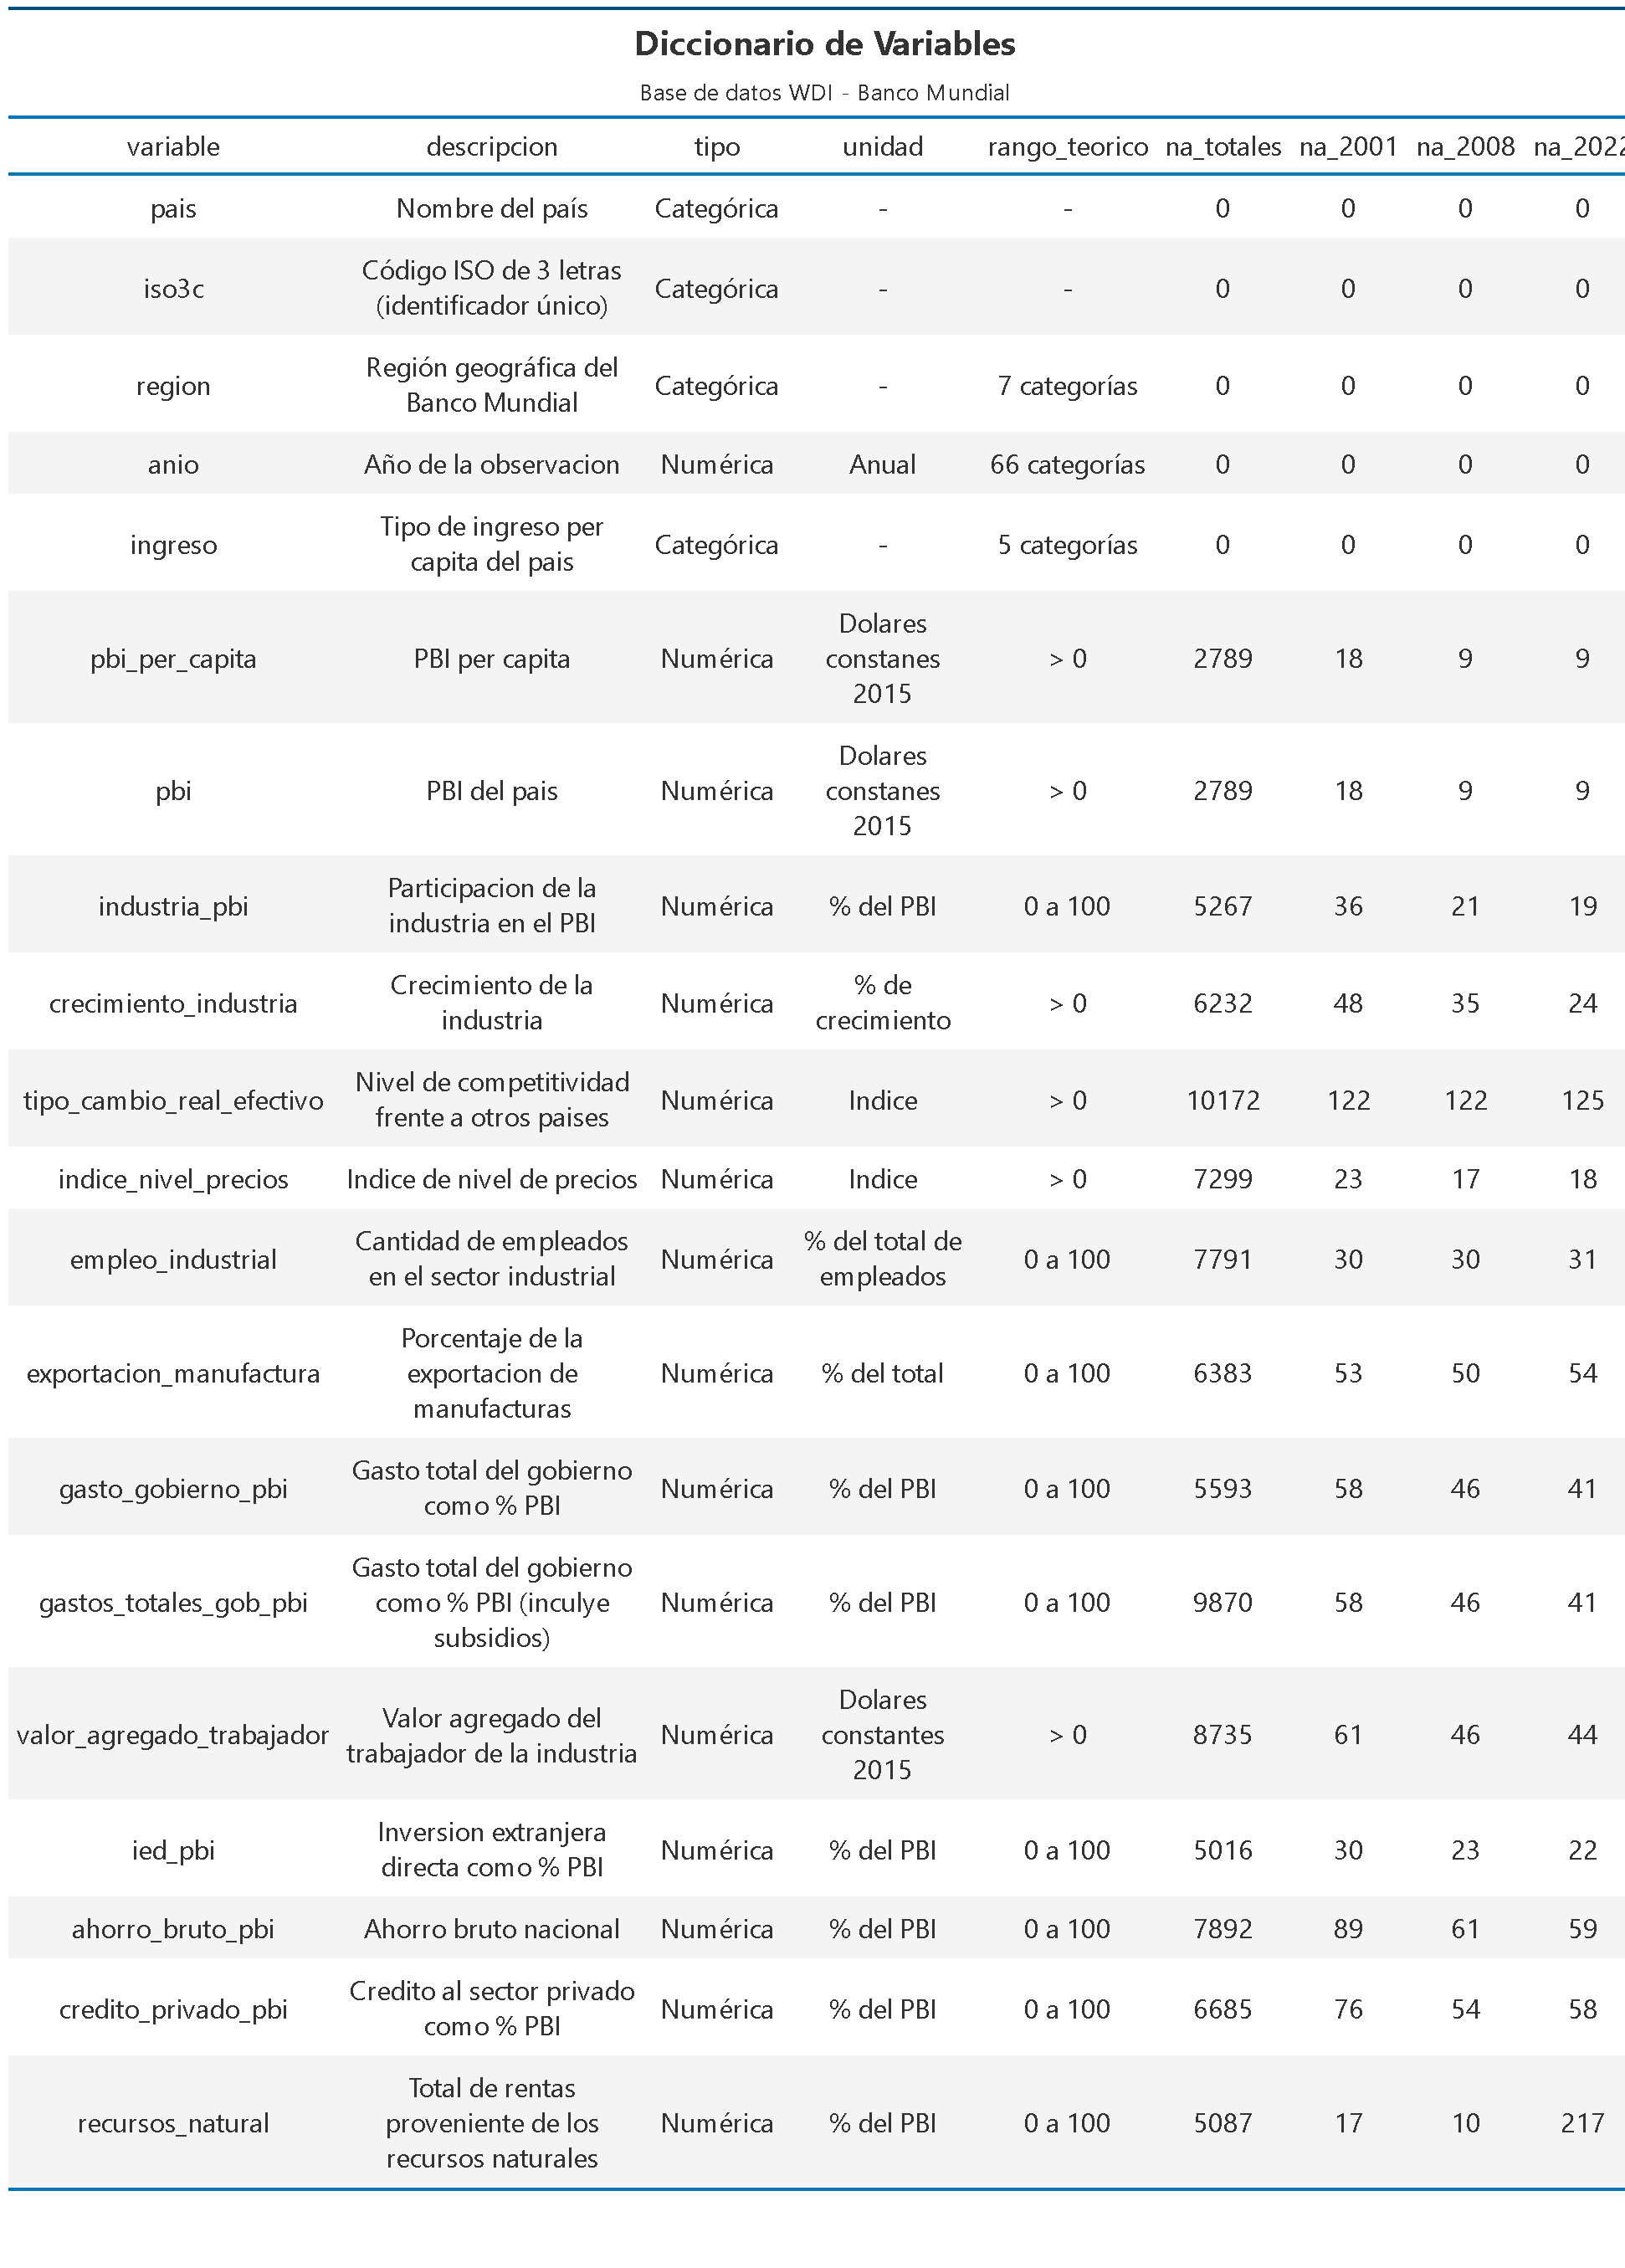 Diccionario de Variables
Base de datos WDI - Banco Mundial
variable descripcion tipo unidad rango_teorico na_totales na_2001 na_2008 na_2022
pais Nombre del país Categórica - - 0 0 0 0
iso3c Código ISO de 3 letras (identificador único) Categórica - - 0 0 0 0
region Región geográfica del Banco Mundial Categórica - 7 categorías 0 0 0 0
anio Año de la observacion Numérica Anual 66 categorías 0 0 0 0
ingreso Tipo de ingreso per capita del pais Categórica - 5 categorías 0 0 0 0
pbi_per_capita PBI per capita Numérica Dolares constanes 2015 > 0 2789 18 9 9
pbi PBI del pais Numérica Dolares constanes 2015 > 0 2789 18 9 9
industria_pbi Participacion de la industria en el PBI Numérica % del PBI 0 a 100 5267 36 21 19
crecimiento_industria Crecimiento de la industria Numérica % de crecimiento > 0 6232 48 35 24
tipo_cambio_real_efectivo Nivel de competitividad frente a otros paises Numérica Indice > 0 10172 122 122 125
indice_nivel_precios Indice de nivel de precios Numérica Indice > 0 7299 23 17 18
empleo_industrial Cantidad de empleados en el sector industrial Numérica % del total de empleados 0 a 100 7791 30 30 31
exportacion_manufactura Porcentaje de la exportacion de manufacturas Numérica % del total 0 a 100 6383 53 50 54
gasto_gobierno_pbi Gasto total del gobierno como % PBI Numérica % del PBI 0 a 100 5593 58 46 41
gastos_totales_gob_pbi Gasto total del gobierno como % PBI (inculye subsidios) Numérica % del PBI 0 a 100 9870 58 46 41
valor_agregado_trabajador Valor agregado del trabajador de la industria Numérica Dolares constantes 2015 > 0 8735 61 46 44
ied_pbi Inversion extranjera directa como % PBI Numérica % del PBI 0 a 100 5016 30 23 22
ahorro_bruto_pbi Ahorro bruto nacional Numérica % del PBI 0 a 100 7892 89 61 59
credito_privado_pbi Credito al sector privado como % PBI Numérica % del PBI 0 a 100 6685 76 54 58
recursos_natural Total de rentas proveniente de los recursos naturales Numérica % del PBI 0 a 100 5087 17 10 217